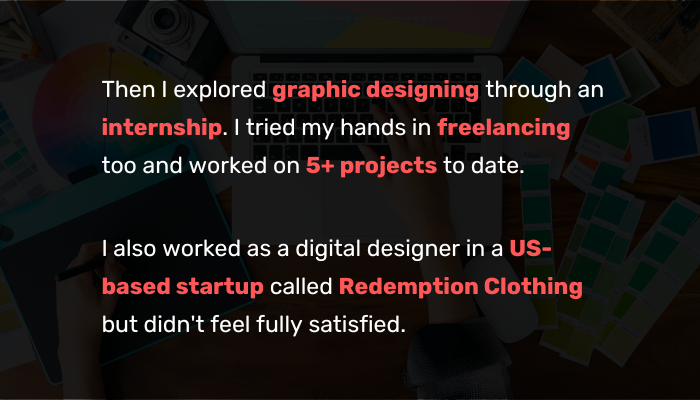 Then I explored graphic designing through an
internship. I tried my hands in freelancing
too and worked on 5+ projects to date.
I also worked as a digital designer in a US-
based startup called Redemption Clothing
but didn't feel fully satisfied.